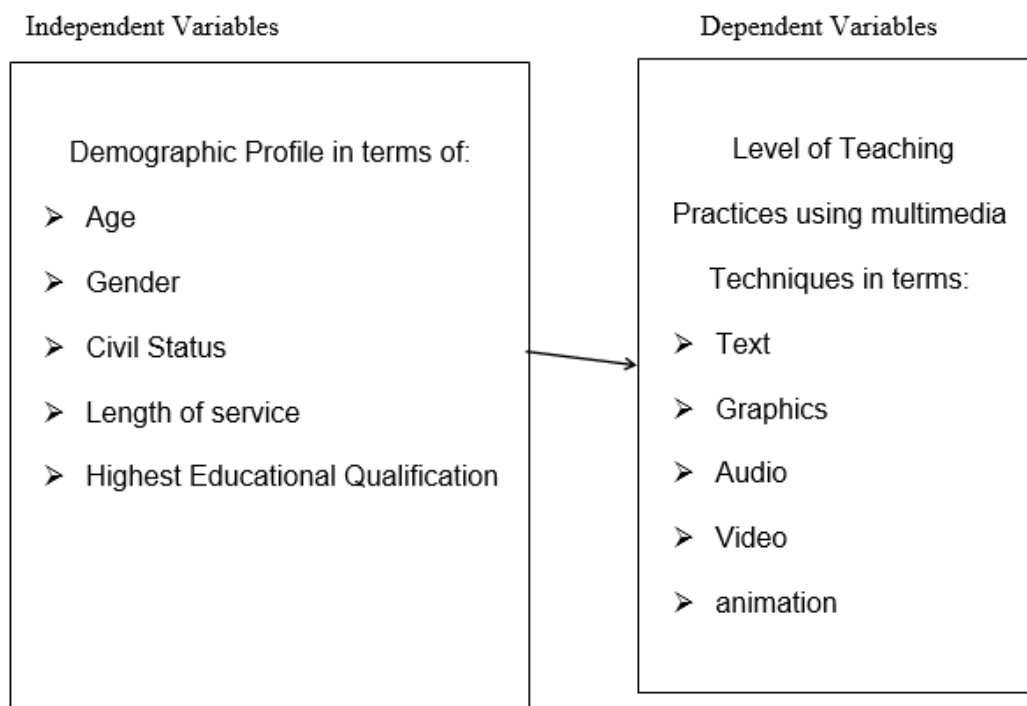 Independent Variables
Dependent Variables
Demographic Profile in terms of:
➢ Age
➢ Gender
➢ Civil Status
➢ Length of service
➢ Highest Educational Qualification
Level of Teaching
Practices using multimedia
Techniques in terms:
➢ Text
➢ Graphics
➢ Audio
➢ Video
➢ animation